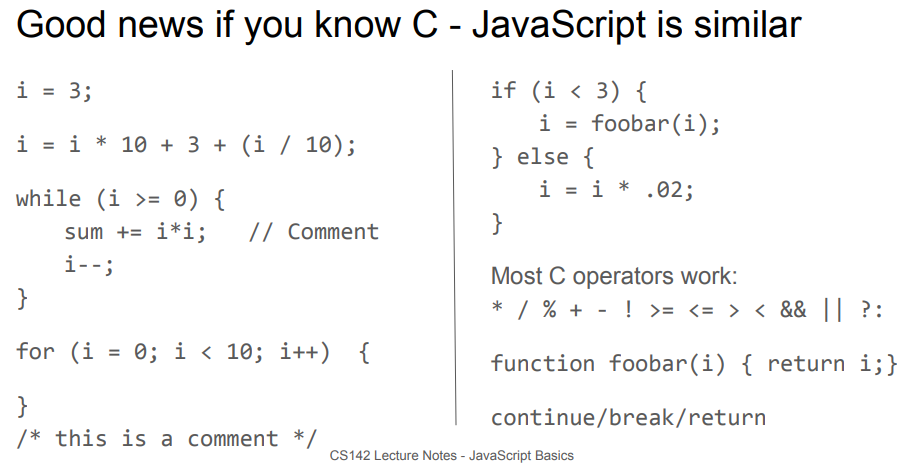 Good news if you know C - JavaScript is similar
i = 3;
i = i * 10 + 3 + (i / 10);
while (i >= 0) {
    sum += i*i;   // Comment
    i--;
}
for (i = 0; i < 10; i++)  {
}
/* this is a comment */
if (i < 3) {
    i = foobar(i);
} else {
    i = i * .02;
}
Most C operators work:
* / % + - ! >= <= > < && || ?:
function foobar(i) { return i;}
continue/break/return
CS142 Lecture Notes - JavaScript Basics